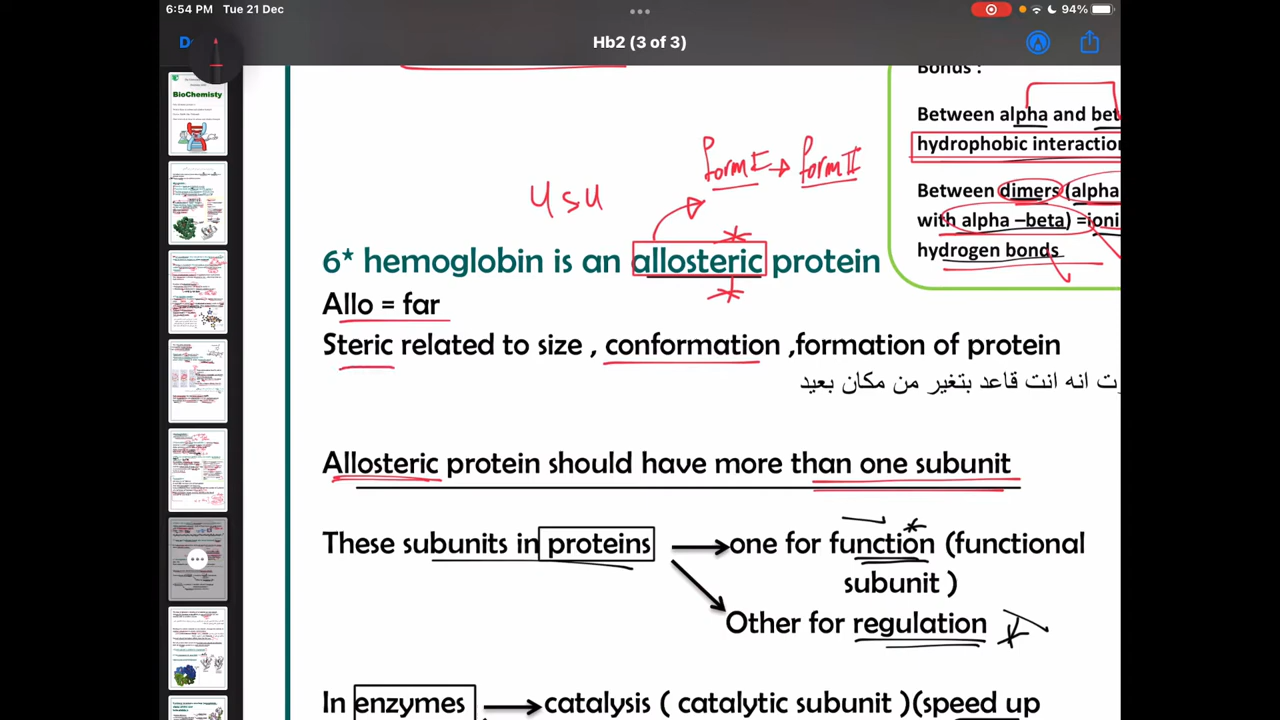 6:54 PM Tue 21 Dec
94%
Hb2 (3 of 3)
BioChemisty
Bonds :
Between alpha and bet
hydrophobic interaction
Between dimers (alpha
with alpha –beta) =ioni
hydrogen bonds
form I → form II
4 su
6* hemoglobin is an allosteric protein
Allo = far
Steric related to size , conformation ,formation of protein
ت انه انت قاعد بتغير من مكان بعيد
Allosteric protein should have more than one subunit
These subunits in proteins → one for function (functional
subunit )
Other for regulation
In enzymes → catalysis ( catalytic subunit )(speed up